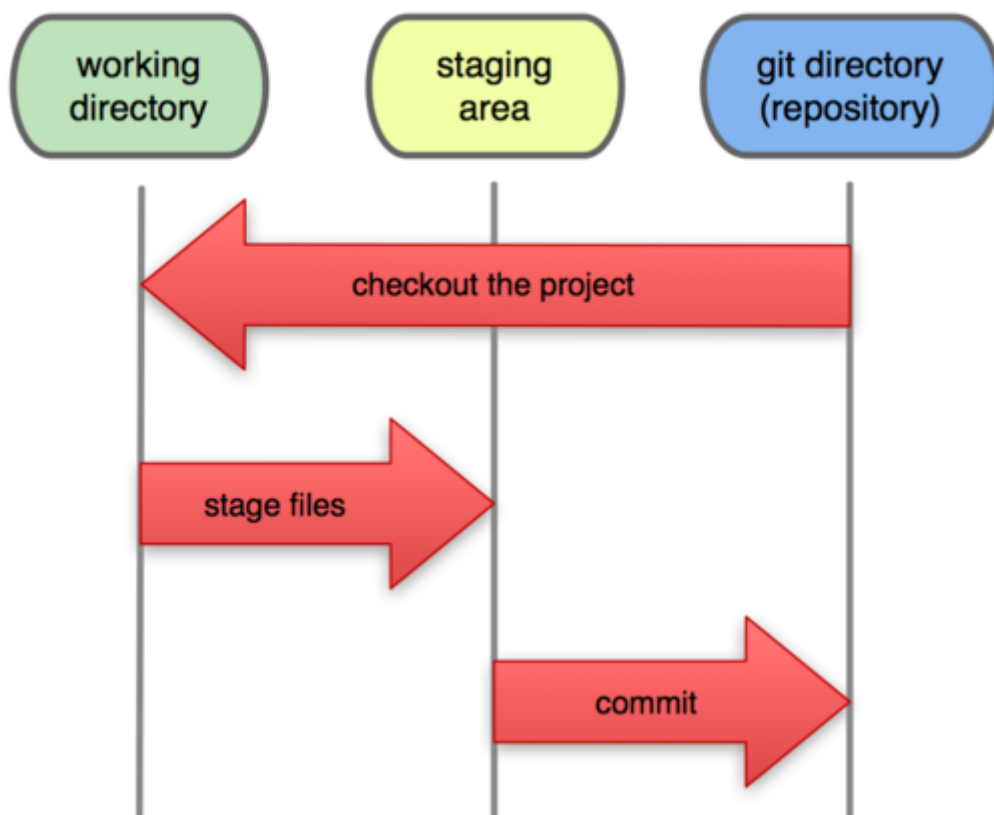 working
directory
staging
area
git directory
(repository)
checkout the project
stage files
commit